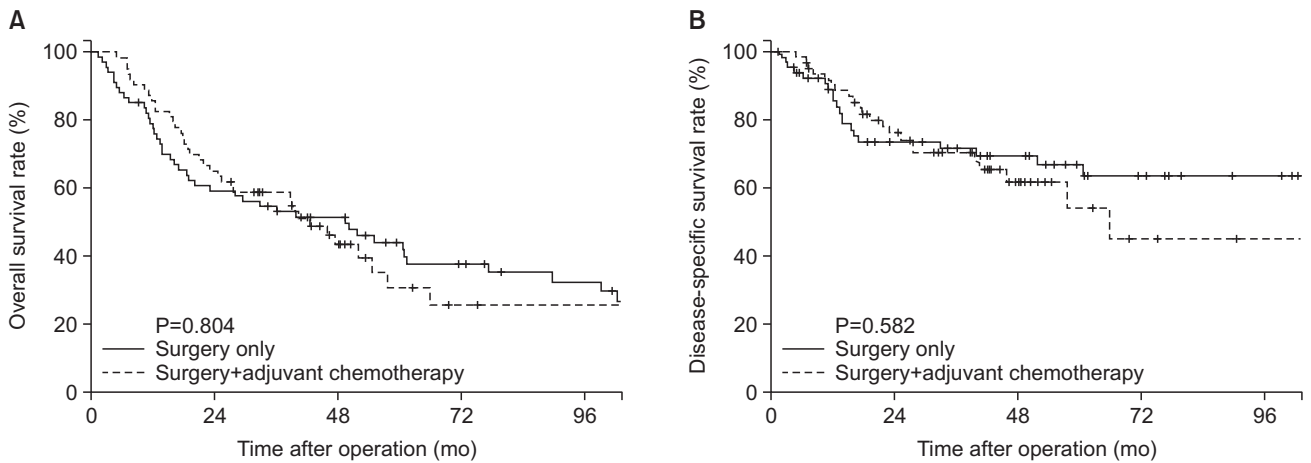 A
Overall survival rate (%)
100
80
60
40
20
0
P=0.804
Surgery only
Surgery+adjuvant chemotherapy
0 24 48 72 96
Time after operation (mo)
B
Disease-specific survival rate (%)
100
80
60
40
20
0
P=0.582
Surgery only
Surgery+adjuvant chemotherapy
0 24 48 72 96
Time after operation (mo)